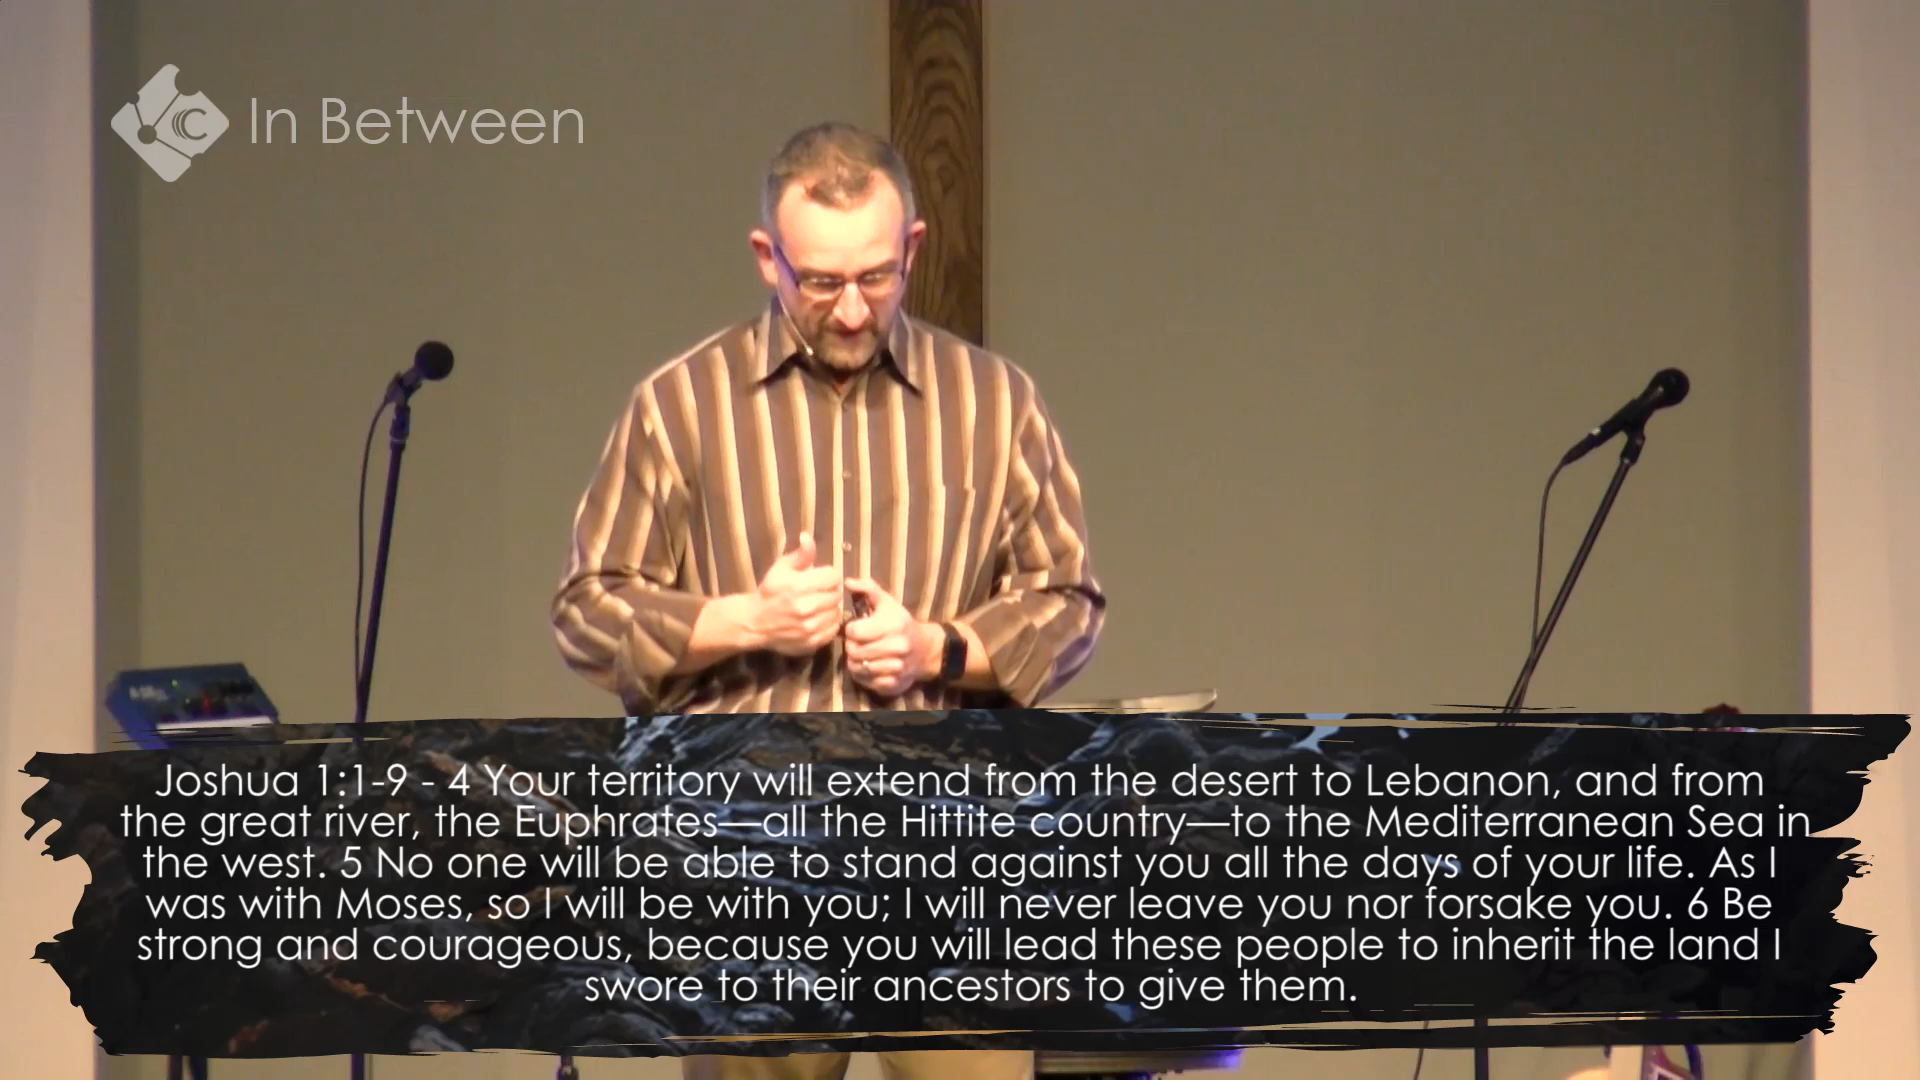 In Between
Joshua 1:1-9 - 4 Your territory will extend from the desert to Lebanon, and from
the great river, the Euphrates—all the Hittite country—to the Mediterranean Sea in
the west. 5 No one will be able to stand against you all the days of your life. As I
was with Moses, so I will be with you; I will never leave you nor forsake you. 6 Be
strong and courageous, because you will lead these people to inherit the land I
swore to their ancestors to give them.